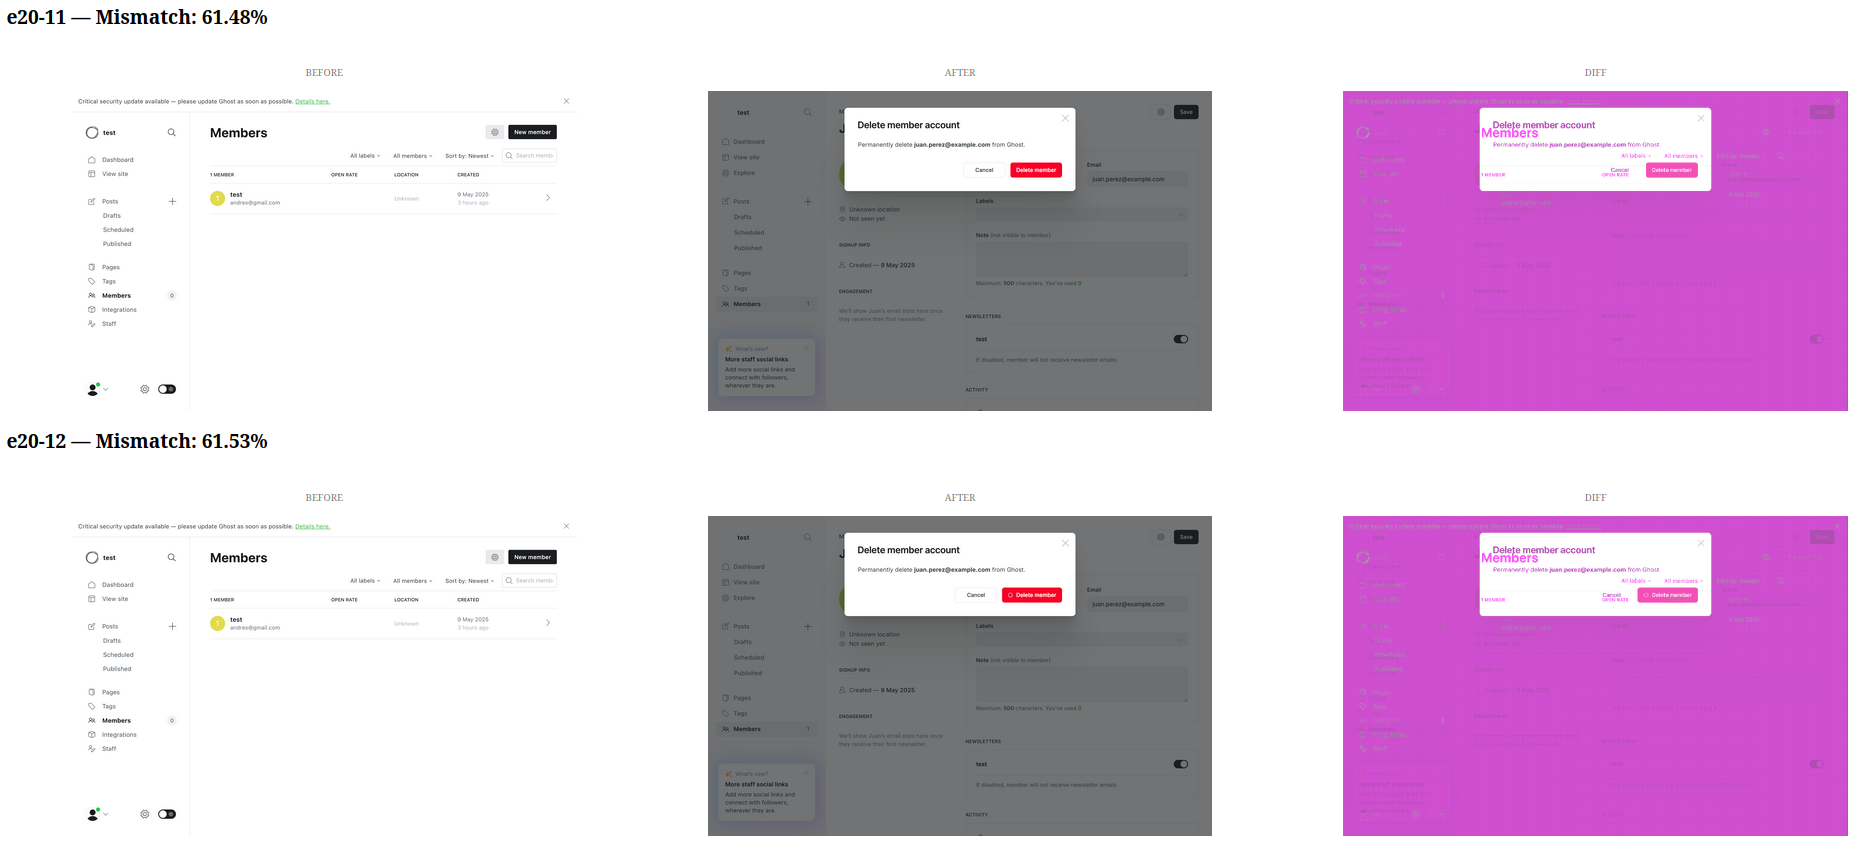 e20-11 — Mismatch: 61.48%
BEFORE
Critical security update available — please update Ghost as soon as possible. Details here.
test
Members
New member
Dashboard
View site
All labels
All members
Sort by: Newest
Search memb
1 MEMBER
OPEN RATE
LOCATION
CREATED
T
test
andres@gmail.com
Unknown
9 May 2025
3 hours ago
Posts
Drafts
Scheduled
Published
Pages
Tags
Members
0
Integrations
Staff
AFTER
test
Save
Delete member account
Permanently delete juan.perez@example.com from Ghost.
Cancel
Delete member
Dashboard
View site
Explore
Email
juan.perez@example.com
Posts
Drafts
Scheduled
Published
Unknown location
Not seen yet
Labels
Note (not visible to member)
SIGNUP INFO
Created — 9 May 2025
Maximum: 500 characters. You've used 0
Pages
Tags
Members
1
ENGAGEMENT
We'll show Juan's email stats here once
they receive their first newsletter.
NEWSLETTERS
test
If disabled, member will not receive newsletter emails
ACTIVITY
What's new?
More staff social links
Add more social links and
connect with followers,
wherever they are.
DIFF
Delete member account
Members
Permanently delete juan.perez@example.com from Ghost.
All labels
All members
Cancel
Delete member
1 MEMBER
OPEN RATE
e20-12 — Mismatch: 61.53%
BEFORE
Critical security update available — please update Ghost as soon as possible. Details here.
test
Members
New member
Dashboard
View site
All labels
All members
Sort by: Newest
Search memb
1 MEMBER
OPEN RATE
LOCATION
CREATED
T
test
andres@gmail.com
Unknown
9 May 2025
3 hours ago
Posts
Drafts
Scheduled
Published
Pages
Tags
Members
0
Integrations
Staff
AFTER
test
Save
Delete member account
Permanently delete juan.perez@example.com from Ghost.
Cancel
Delete member
Dashboard
View site
Explore
Email
juan.perez@example.com
Posts
Drafts
Scheduled
Published
Unknown location
Not seen yet
Labels
Note (not visible to member)
SIGNUP INFO
Created — 9 May 2025
Maximum: 500 characters. You've used 0
Pages
Tags
Members
1
ENGAGEMENT
We'll show Juan's email stats here once
they receive their first newsletter.
NEWSLETTERS
test
If disabled, member will not receive newsletter emails
ACTIVITY
What's new?
More staff social links
Add more social links and
connect with followers,
wherever they are.
DIFF
Delete member account
Members
Permanently delete juan.perez@example.com from Ghost.
All labels
All members
Cancel
Delete member
1 MEMBER
OPEN RATE